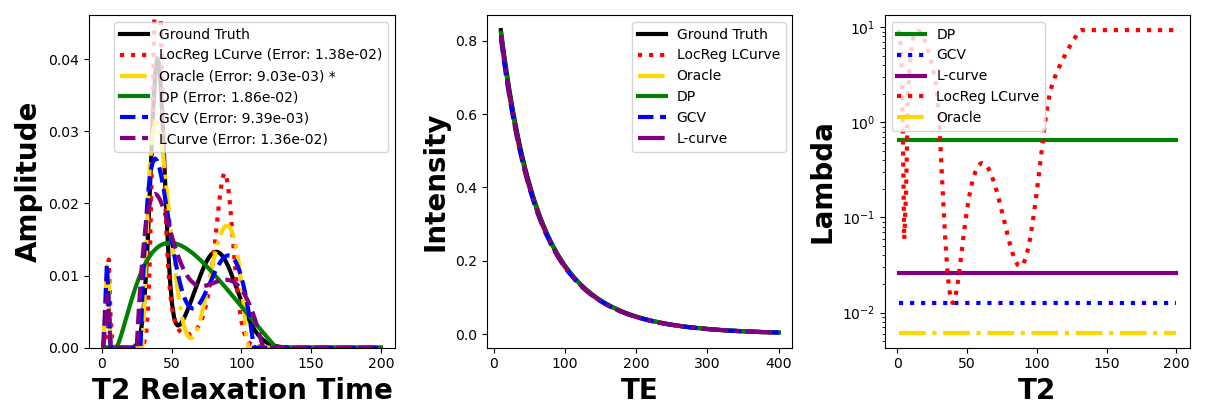 Amplitude
0.00
0.01
0.02
0.03
0.04
0
50
100
150
200
T2 Relaxation Time
Ground Truth
LocReg LCurve (Error: 1.38e-02)
Oracle (Error: 9.03e-03) *
DP (Error: 1.86e-02)
GCV (Error: 9.39e-03)
LCurve (Error: 1.36e-02)
Intensity
0.0
0.2
0.4
0.6
0.8
0
100
200
300
400
TE
Ground Truth
LocReg LCurve
Oracle
DP
GCV
L-curve
Lambda
10⁻²
10⁻¹
10⁰
10¹
0
50
100
150
200
T2
DP
GCV
L-curve
LocReg LCurve
Oracle